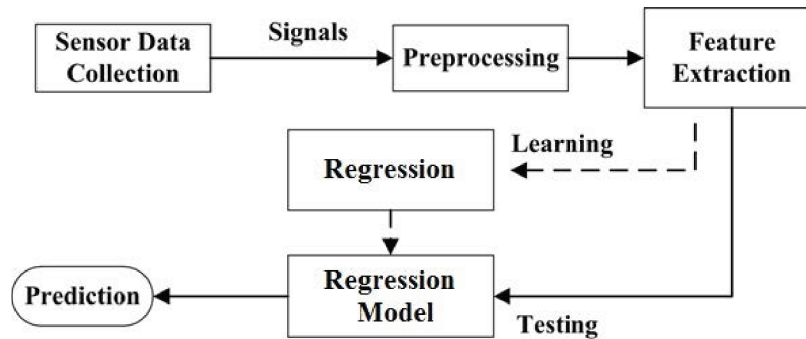 Sensor Data
Collection
Signals
Preprocessing
Feature
Extraction
Learning
Regression
Regression
Model
Prediction
Testing